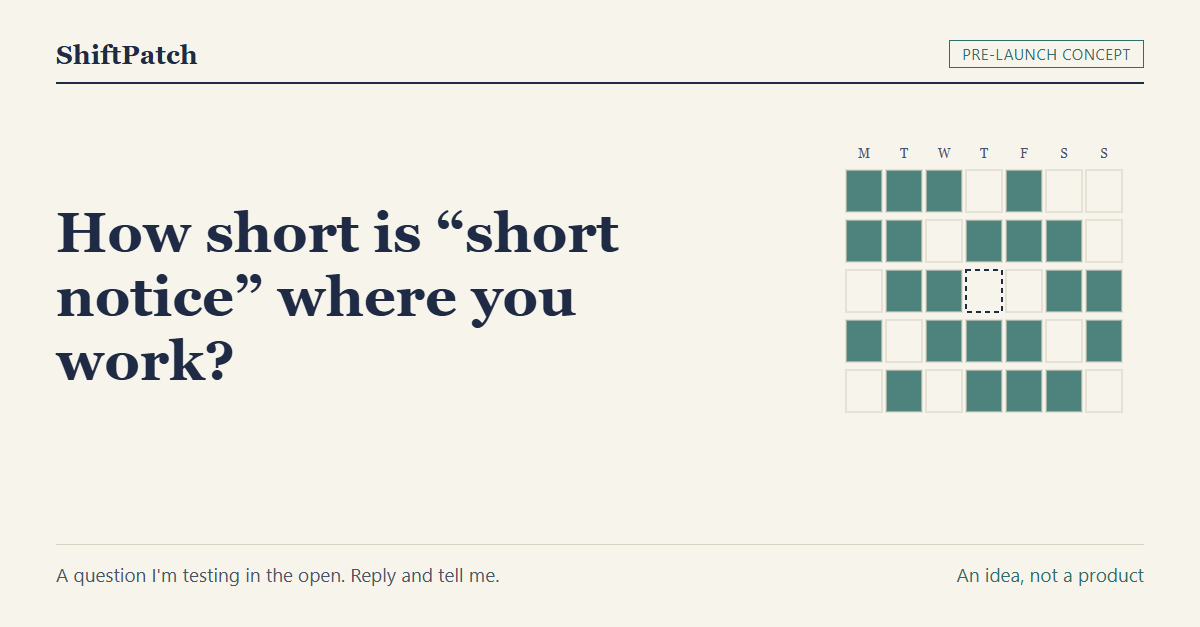 ShiftPatch
PRE-LAUNCH CONCEPT
M T W T F S S
How short is “short
notice” where you
work?
A question I'm testing in the open. Reply and tell me.
An idea, not a product